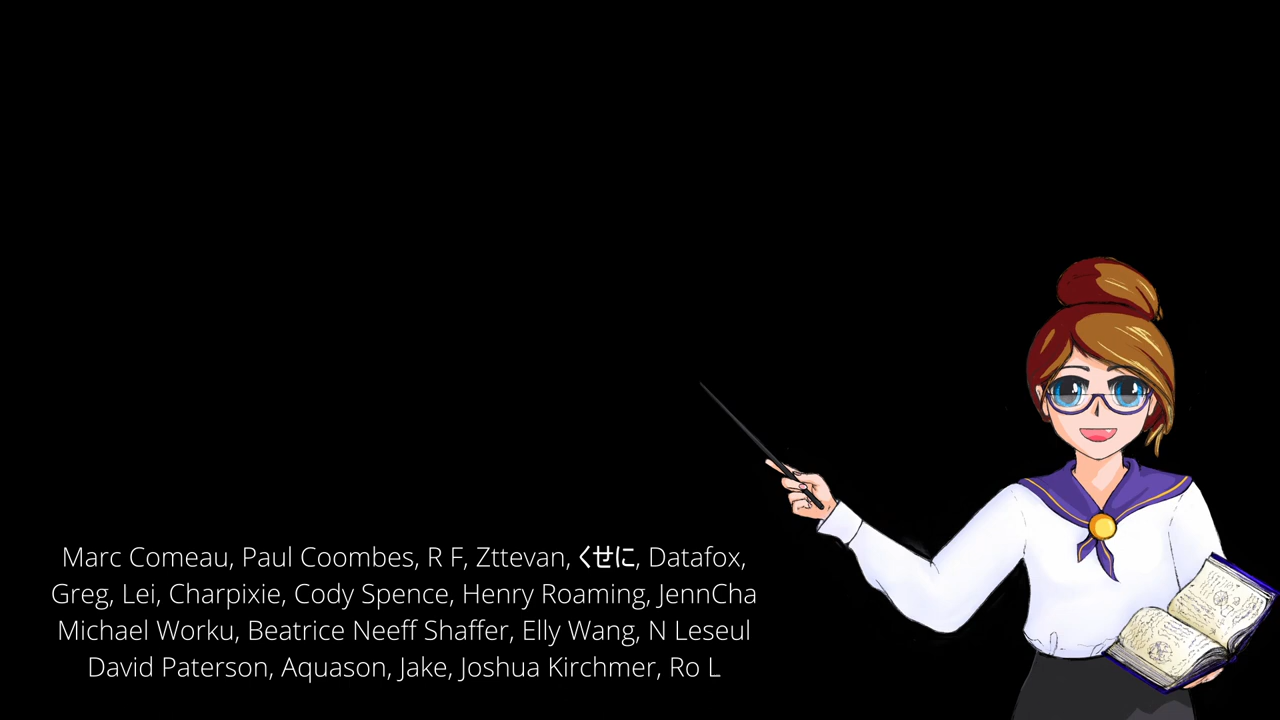 Marc Comeau, Paul Coombes, R F, Zttevan, くせに, Datafox,
Greg, Lei, Charpixie, Cody Spence, Henry Roaming, JennCha
Michael Worku, Beatrice Neeff Shaffer, Elly Wang, N Leseul
David Paterson, Aquason, Jake, Joshua Kirchmer, Ro L